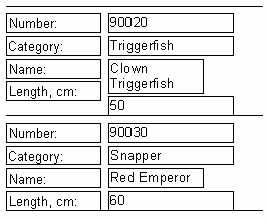 Number: 90020
Category: Triggerfish
Name: Clown
Triggerfish
Length, cm:
50
Number: 90030
Category: Snapper
Name: Red Emperor
Length, cm: 60